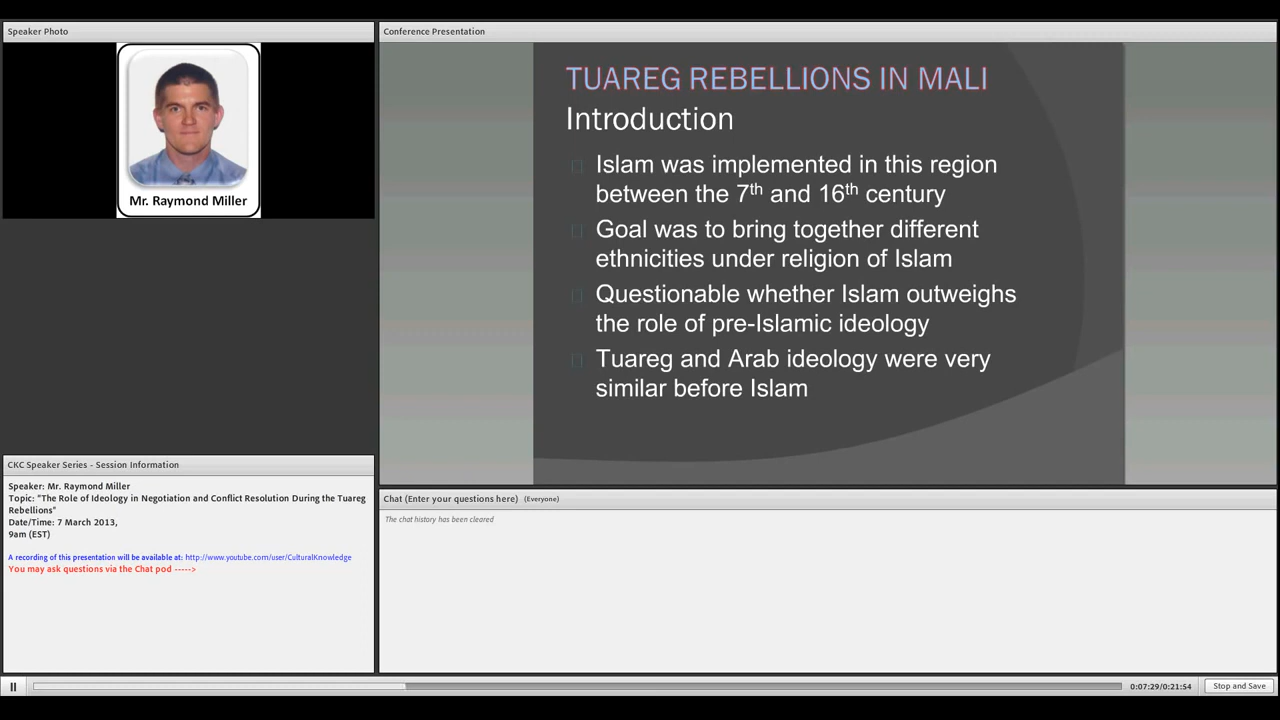 Speaker Photo
Mr. Raymond Miller
CKC Speaker Series - Session Information
Speaker: Mr. Raymond Miller
Topic: "The Role of Ideology in Negotiation and Conflict Resolution During the Tuareg
Rebellions"
Date/Time: 7 March 2013,
9am (EST)
A recording of this presentation will be available at: http://www.youtube.com/user/CulturalKnowledge
You may ask questions via the Chat pod ----->
Conference Presentation
TUAREG REBELLIONS IN MALI
Introduction
Islam was implemented in this region
between the 7th and 16th century
Goal was to bring together different
ethnicities under religion of Islam
Questionable whether Islam outweighs
the role of pre-Islamic ideology
Tuareg and Arab ideology were very
similar before Islam
Chat (Enter your questions here) (Everyone)
The chat history has been cleared
0:07:29/0:21:54
Stop and Save